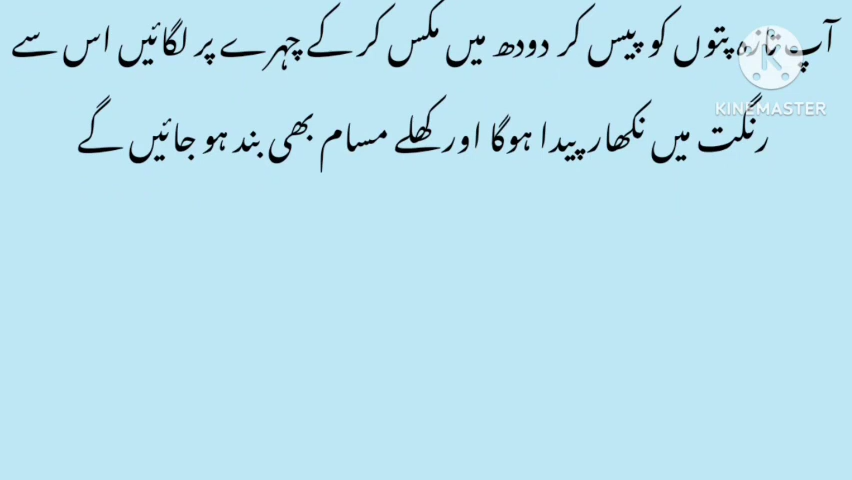 آپ تازہ پتوں کو پیس کر دودھ میں مکس کر کے چہرے پر لگائیں اس سے
رنگت میں نکھار پیدا ہوگا اور کھلے مسام بھی بند ہو جائیں گے
K
KINEMASTER